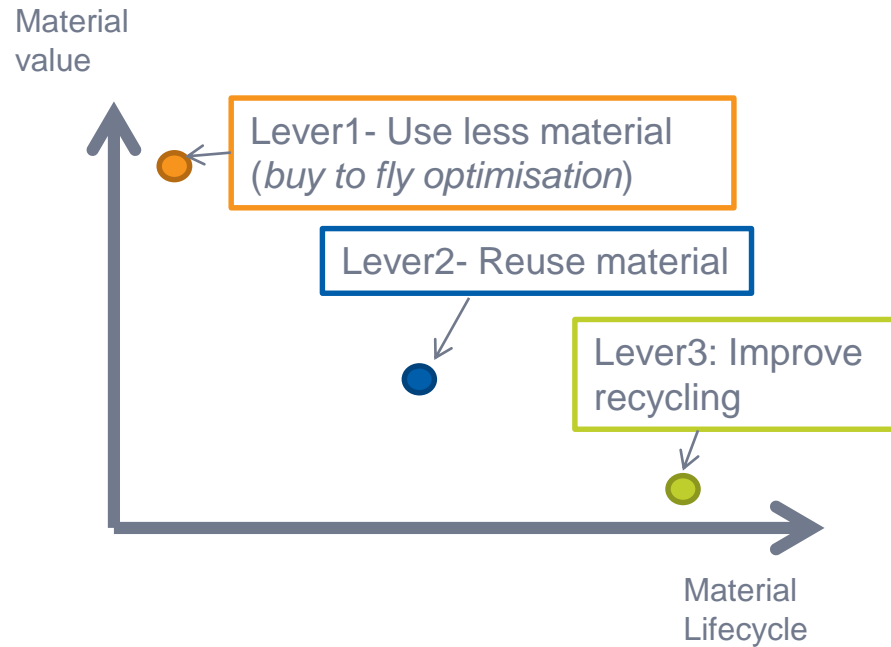 Material
value
Lever1- Use less material
(buy to fly optimisation)
Lever2- Reuse material
Lever3: Improve
recycling
Material
Lifecycle